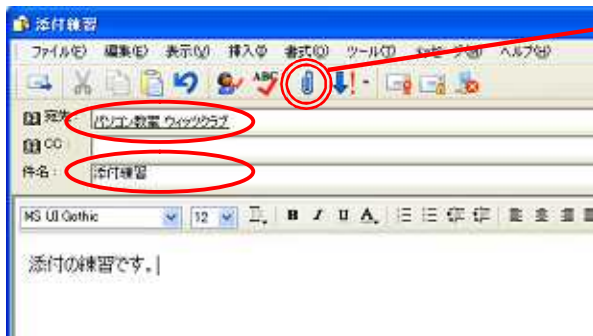 添付練習
ファイル(E) 編集(E) 表示(V) 挿入(I) 書式(O) ツール(T) ヘルプ(H)
ABC
宛先:
パソコン教室 ウィックラブ
CC:
件名: 添付練習
MS UI Gothic 12 B I U A
添付の練習です。